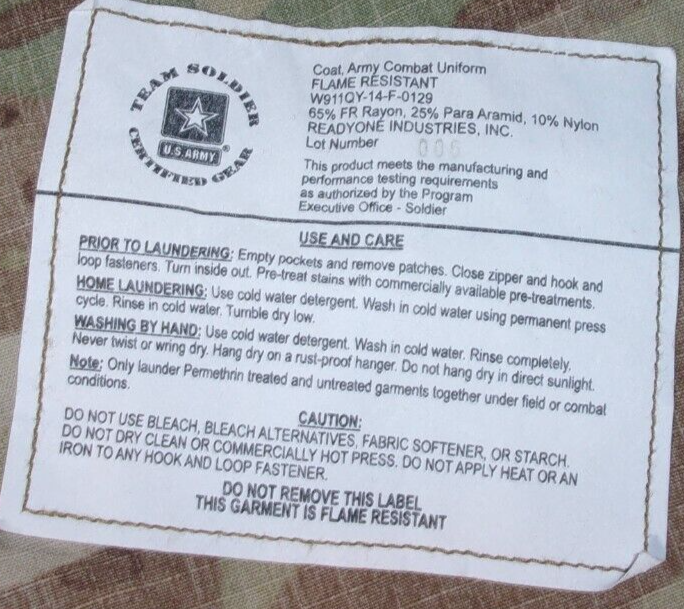 TEAM SOLDIER
U.S.ARMY
®
CERTIFIED GEAR
Coat, Army Combat Uniform
FLAME RESISTANT
W911QY-14-F-0129
65% FR Rayon, 25% Para Aramid, 10% Nylon
READYONE INDUSTRIES, INC.
Lot Number 006
This product meets the manufacturing and
performance testing requirements
as authorized by the Program
Executive Office - Soldier
USE AND CARE
PRIOR TO LAUNDERING: Empty pockets and remove patches. Close zipper and hook and
loop fasteners. Turn inside out. Pre-treat stains with commercially available pre-treatments.
HOME LAUNDERING: Use cold water detergent. Wash in cold water using permanent press
cycle. Rinse in cold water. Tumble dry low.
WASHING BY HAND: Use cold water detergent. Wash in cold water. Rinse completely.
Never twist or wring dry. Hang dry on a rust-proof hanger. Do not hang dry in direct sunlight.
Note: Only launder Permethrin treated and untreated garments together under field or combat
conditions.
CAUTION:
DO NOT USE BLEACH, BLEACH ALTERNATIVES, FABRIC SOFTENER, OR STARCH.
DO NOT DRY CLEAN OR COMMERCIALLY HOT PRESS. DO NOT APPLY HEAT OR AN
IRON TO ANY HOOK AND LOOP FASTENER.
DO NOT REMOVE THIS LABEL
THIS GARMENT IS FLAME RESISTANT